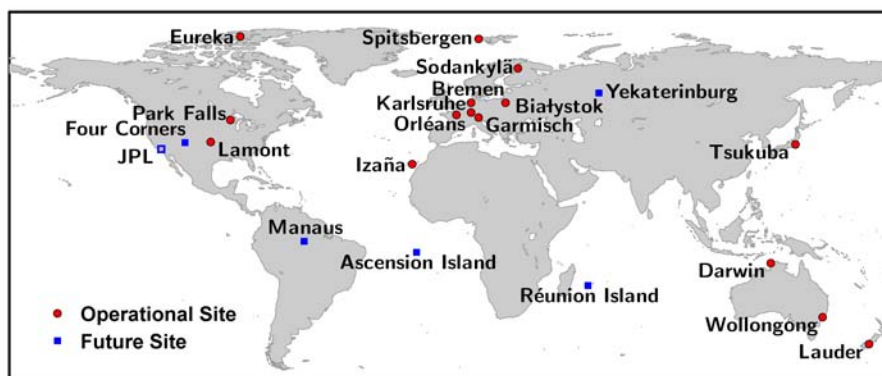 Eureka
Spitsbergen
Sodankylä
Bremen
Yekaterinburg
Park Falls
Karlsruhe
Białystok
Four Corners
Orléans
Garmisch
JPL
Lamont
Tsukuba
Izaña
Manaus
Ascension Island
Darwin
Réunion Island
Operational Site
Wollongong
Future Site
Lauder